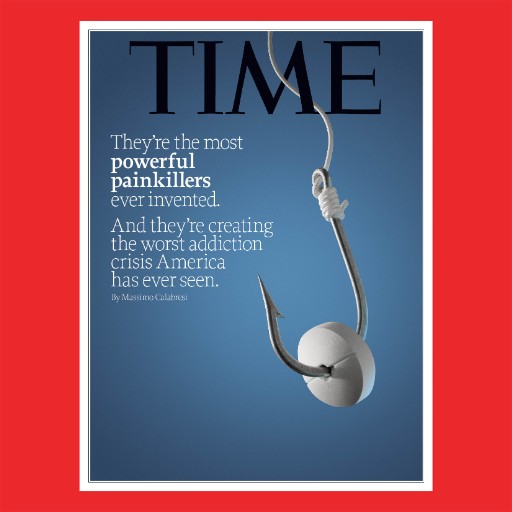 TIME
They're the most
powerful
painkillers
ever invented.
And they're creating
the worst addiction
crisis America
has ever seen.
By Massimo Calabresi